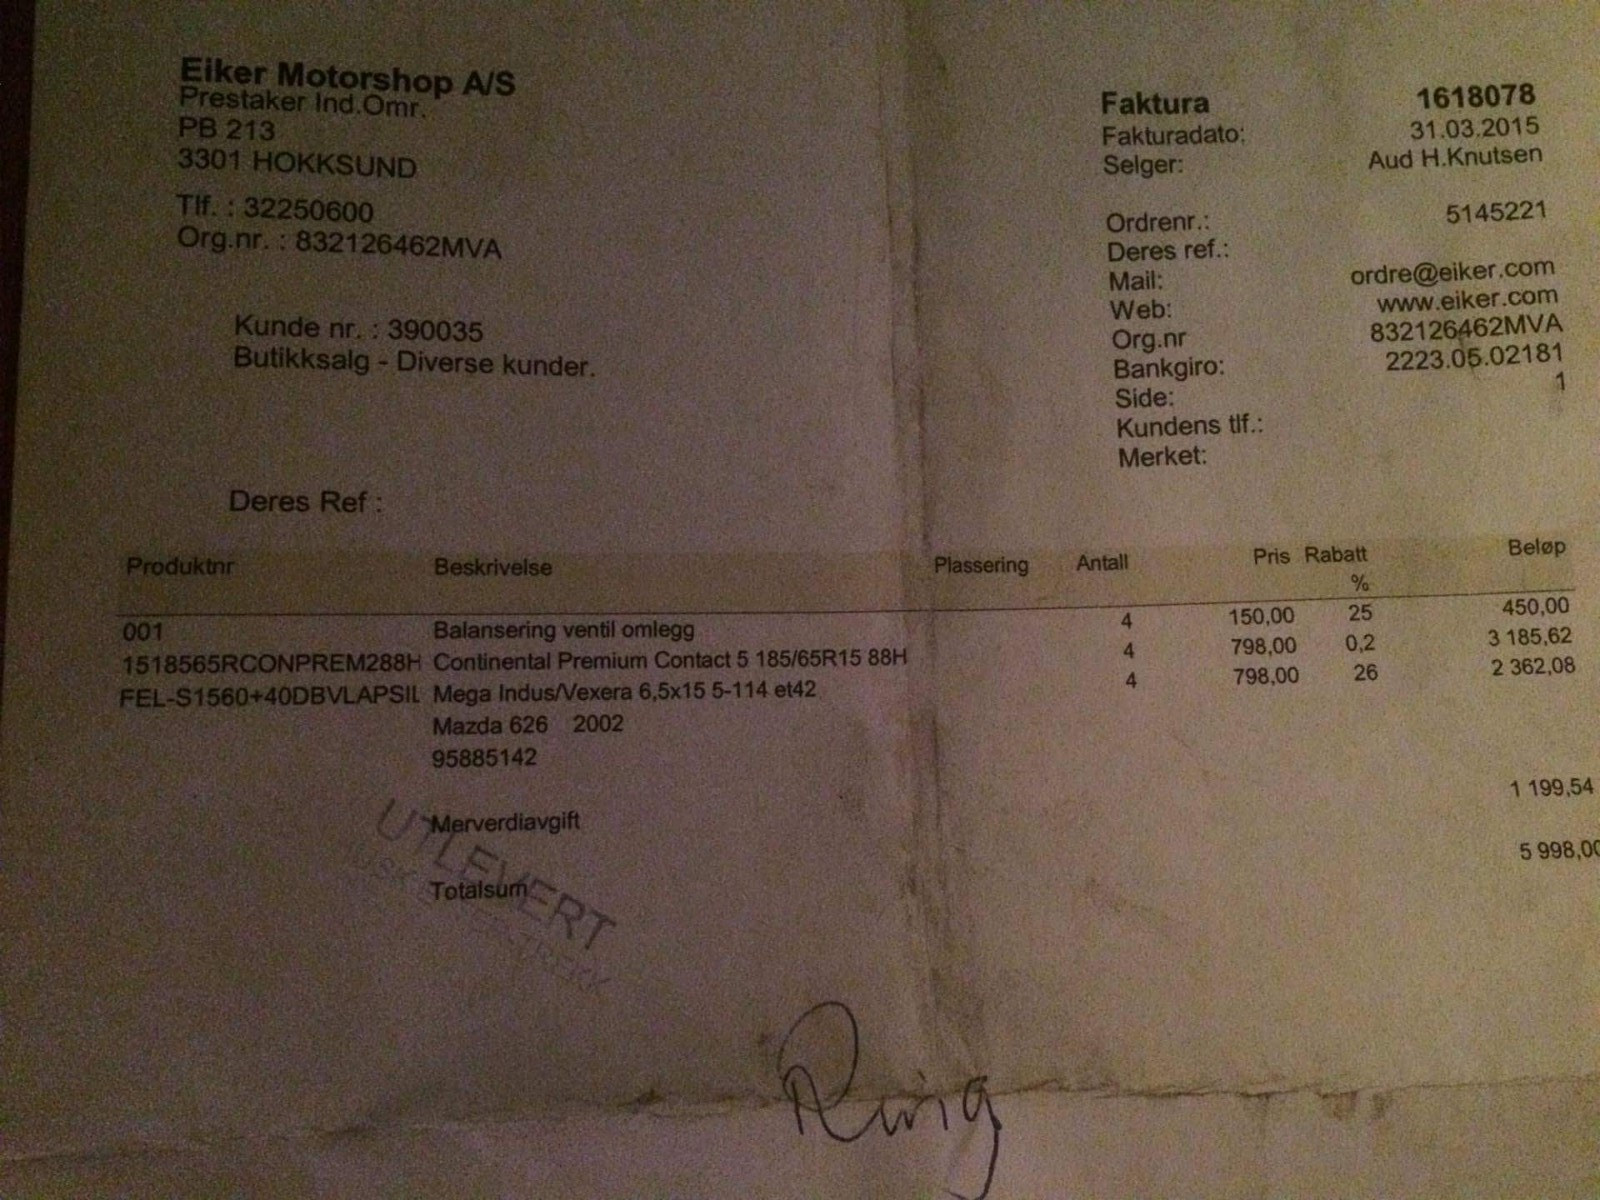 Eiker Motorshop A/S
Prestaker Ind.Omr.
PB 213
3301 HOKKSUND
Tlf. : 32250600
Org.nr. : 832126462MVA
Kunde nr. : 390035
Butikksalg - Diverse kunder.
Faktura 1618078
Fakturadato: 31.03.2015
Selger: Aud H.Knutsen
Ordrenr.: 5145221
Deres ref.:
Mail: ordre@eiker.com
Web: www.eiker.com
Org.nr 832126462MVA
Bankgiro: 2223.05.02181
Side: 1
Kundens tlf.:
Merket:
Deres Ref :
Produktnr Beskrivelse Plassering Antall Pris Rabatt % Beløp
001 Balansering ventil omlegg 4 150,00 25 450,00
1518565RCONPREM288H Continental Premium Contact 5 185/65R15 88H 4 798,00 0,2 3 185,62
FEL-S1560+40DBVLAPSIL Mega Indus/Vexera 6,5x15 5-114 et42 4 798,00 26 2 362,08
Mazda 626 2002
95885142
Merverdiavgift 1 199,54
Totalsum 5 998,00
UTLEVERT